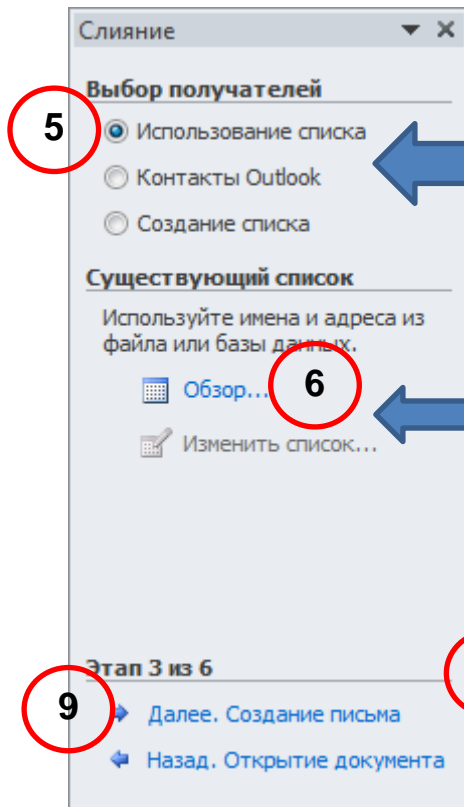 Слияние
Выбор получателей
5
Использование списка
Контакты Outlook
Создание списка
Существующий список
Используйте имена и адреса из
файла или базы данных.
Обзор... 6
Изменить список...
Этап 3 из 6
9
Далее. Создание письма
Назад. Открытие документа